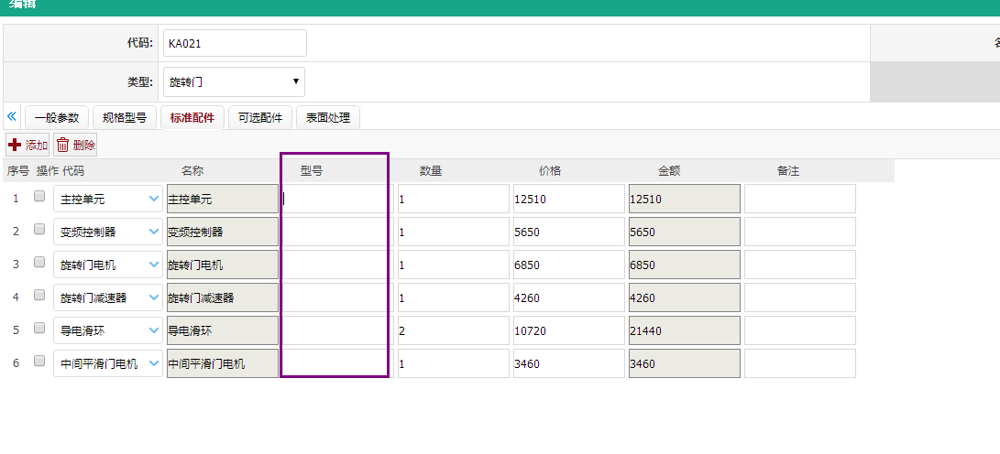 编辑
代码: KA021
类型: 旋转门
一般参数 规格型号 标准配件 可选配件 表面处理
添加 删除
序号 操作 代码 名称 型号 数量 价格 金额 备注
1 主控单元 主控单元 1 12510 12510
2 变频控制器 变频控制器 1 5650 5650
3 旋转门电机 旋转门电机 1 6850 6850
4 旋转门减速器 旋转门减速器 1 4260 4260
5 导电滑环 导电滑环 2 10720 21440
6 中间平滑门电机 中间平滑门电机 1 3460 3460